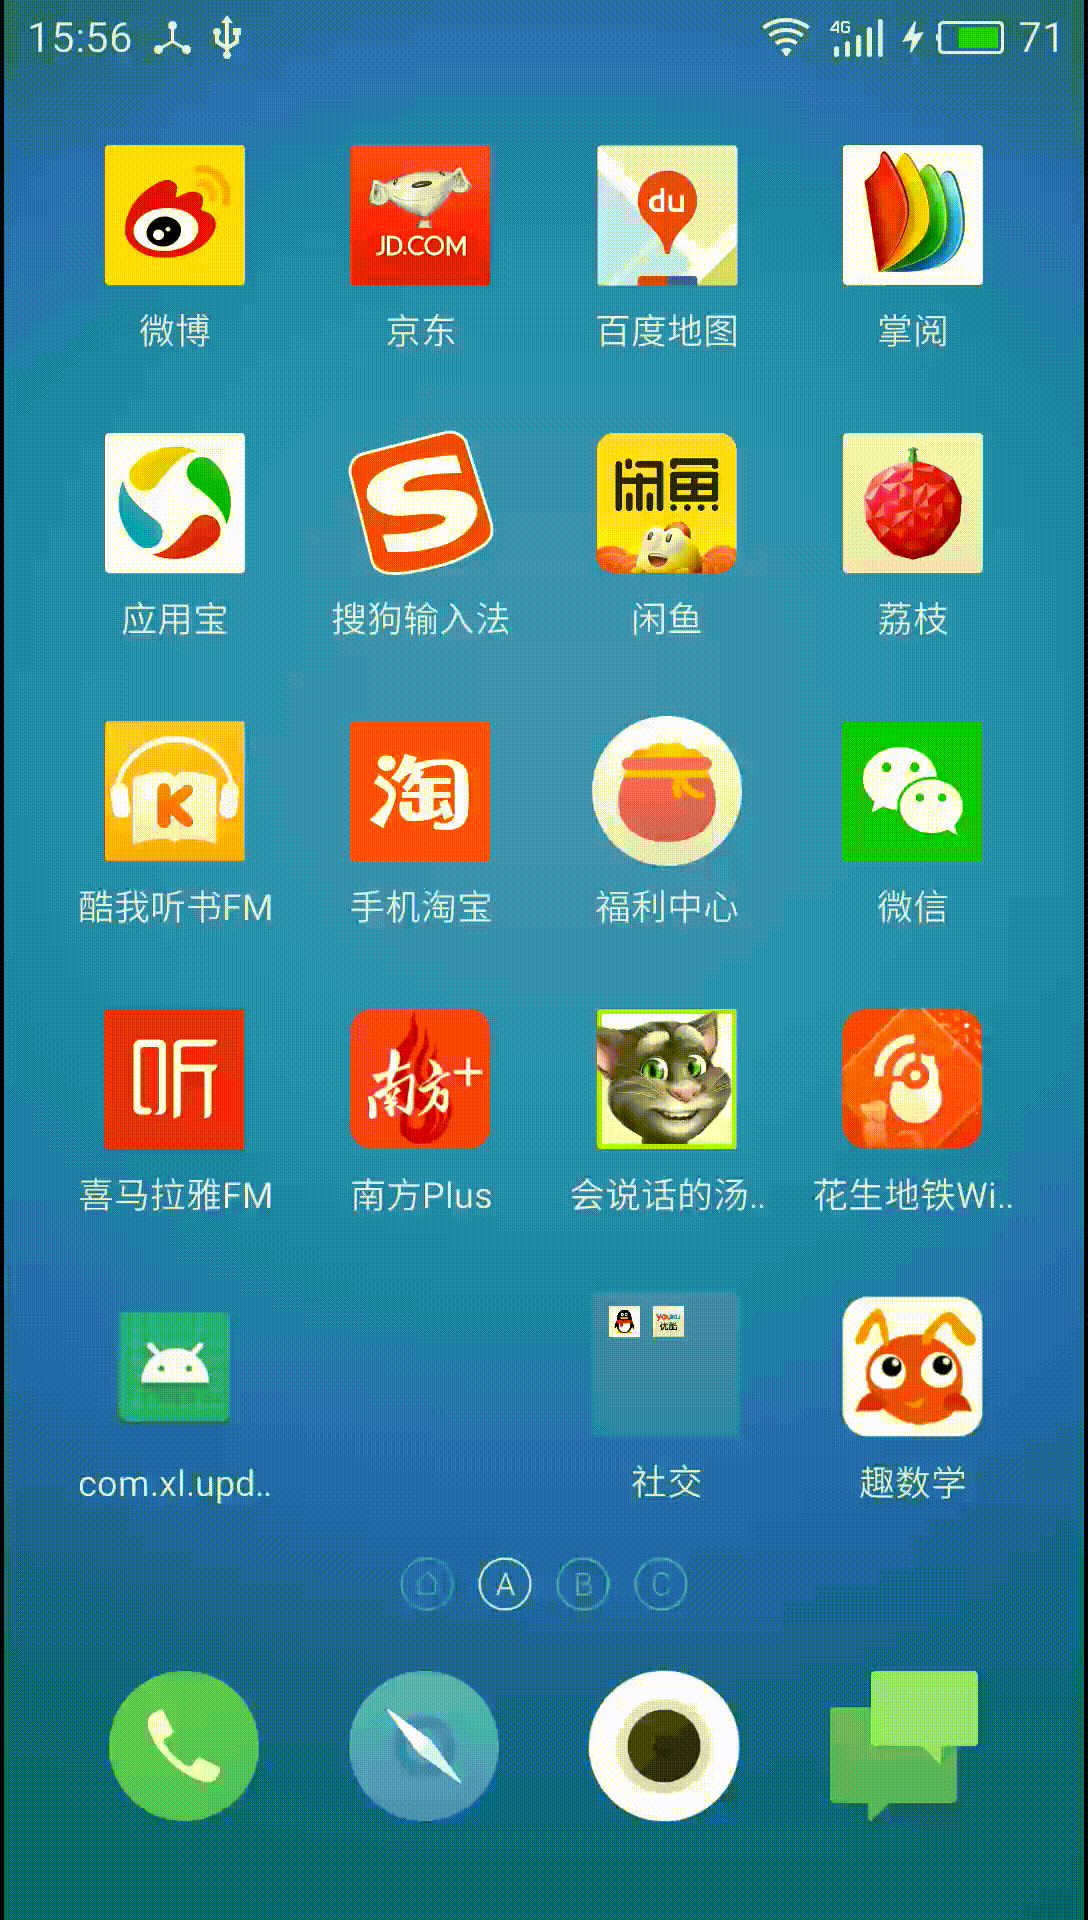 15:56 4G 71
JD.COM du
微博 京东 百度地图 掌阅
S 闲鱼
应用宝 搜狗输入法 闲鱼 荔枝
K 淘
酷我听书FM 手机淘宝 福利中心 微信
听 南方+
喜马拉雅FM 南方Plus 会说话的汤.. 花生地铁Wi..
YOUKU
优酷
com.xl.upd.. 社交 趣数学
A B C